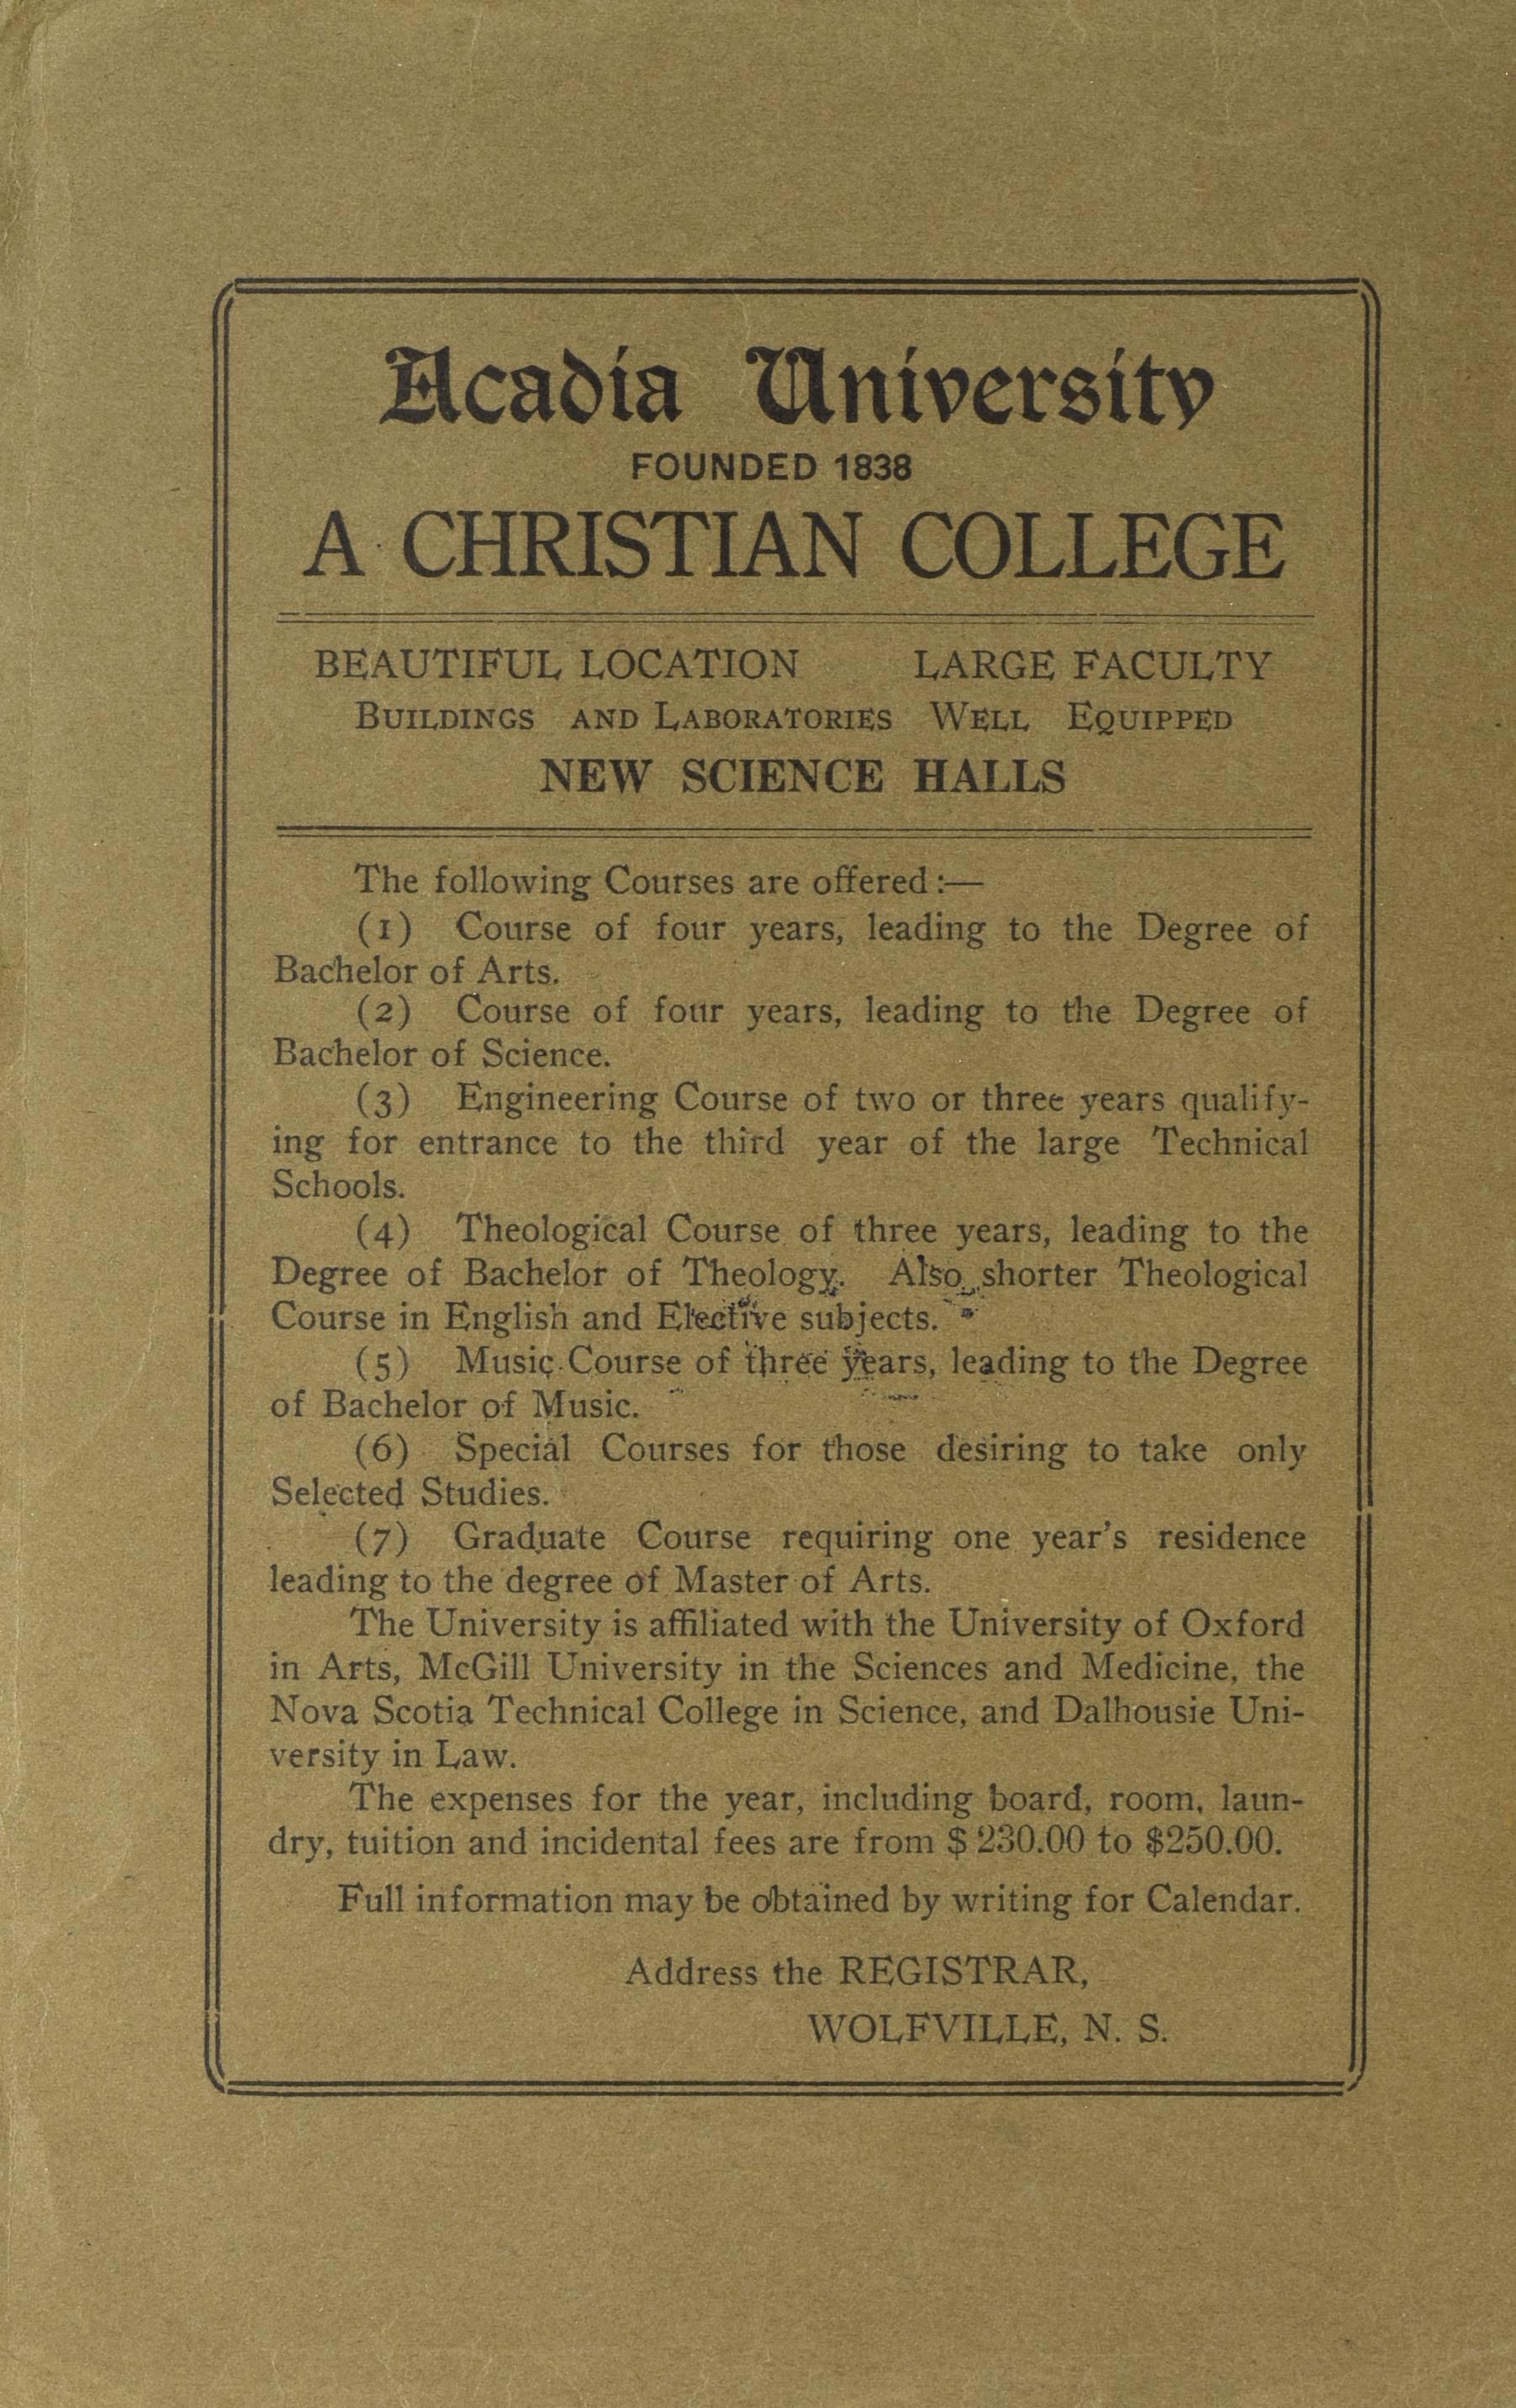 Acadia University
FOUNDED 1838
A CHRISTIAN COLLEGE
BEAUTIFUL LOCATION LARGE FACULTY
BUILDINGS AND LABORATORIES WELL EQUIPPED
NEW SCIENCE HALLS
The following Courses are offered:—
(1) Course of four years, leading to the Degree of
Bachelor of Arts.
(2) Course of four years, leading to the Degree of
Bachelor of Science.
(3) Engineering Course of two or three years qualify-
ing for entrance to the third year of the large Technical
Schools.
(4) Theological Course of three years, leading to the
Degree of Bachelor of Theology. Also shorter Theological
Course in English and Elective subjects.
(5) Music Course of three years, leading to the Degree
of Bachelor of Music.
(6) Special Courses for those desiring to take only
Selected Studies.
(7) Graduate Course requiring one year's residence
leading to the degree of Master of Arts.
The University is affiliated with the University of Oxford
in Arts, McGill University in the Sciences and Medicine, the
Nova Scotia Technical College in Science, and Dalhousie Uni-
versity in Law.
The expenses for the year, including board, room, laun-
dry, tuition and incidental fees are from $ 230.00 to $250.00.
Full information may be obtained by writing for Calendar.
Address the REGISTRAR,
WOLFVILLE, N. S.